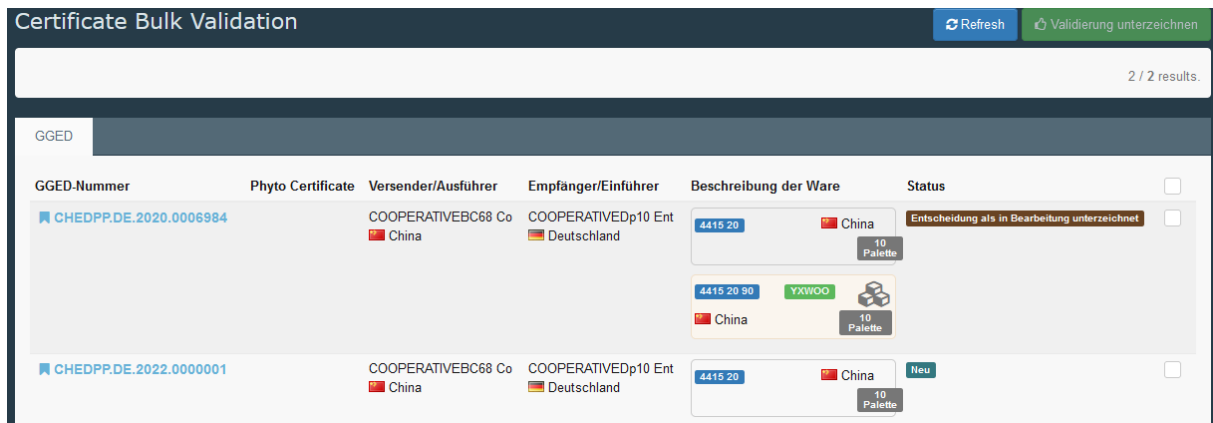 Certificate Bulk Validation
Refresh
Validierung unterzeichnen
2 / 2 results.
GGED
GGED-Nummer Phyto Certificate Versender/Ausführer Empfänger/Einführer Beschreibung der Ware Status
CHEDPP.DE.2020.0006984 COOPERATIVEBC68 Co COOPERATIVEDp10 Ent 4415 20 China Entscheidung als in Bearbeitung unterzeichnet
China Deutschland 10
Palette
4415 20 90 YXWOO
China 10
Palette
CHEDPP.DE.2022.0000001 COOPERATIVEBC68 Co COOPERATIVEDp10 Ent 4415 20 China Neu
China Deutschland 10
Palette